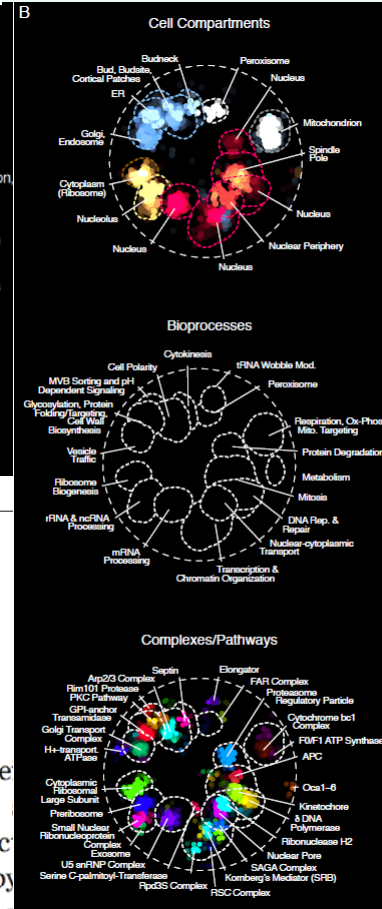 B
Cell Compartments
Budneck
Bud, Budsite,
Cortical Patches
ER
Golgi,
Endosome
Cytoplasm
(Ribosome)
Nucleolus
Nucleus
Peroxisome
Nucleus
Mitochondrion
Spindle
Pole
Nucleus
Nuclear Periphery
Nucleus
Bioprocesses
Cytokinesis
Cell Polarity
MVB Sorting and pH
Dependent Signaling
Glycosylation, Protein
Folding/Targeting,
Cell Wall
Biosynthesis
Vesicle
Traffic
Ribosome
Biogenesis
rRNA & ncRNA
Processing
mRNA
Processing
tRNA Wobble Mod.
Peroxisome
Respiration, Ox-Phos
Mito. Targeting
Protein Degradation
Metabolism
Mitosis
DNA Rep. &
Repair
Nuclear-cytoplasmic
Transport
Transcription &
Chromatin Organization
Complexes/Pathways
Septin
Arp2/3 Complex
Rim101 Protease
PKC Pathway
GPI-anchor
Transamidase
Golgi Transport
Complex
H+-transport.
ATPase
Cytoplasmic
Ribosomal
Large Subunit
Preribosome
Small Nuclear
Ribonucleoprotein
Complex
Exosome
U5 snRNP Complex
Serine C-palmitoyl-Transferase
Rpd3S Complex
Elongator
FAR Complex
Proteasome
Regulatory Particle
Cytochrome bc1
Complex
F0/F1 ATP Synthase
APC
Oca1-6
Kinetochore
δ DNA
Polymerase
Ribonuclease H2
Nuclear Pore
SAGA Complex
Kornberg's Mediator (SRB)
RSC Complex